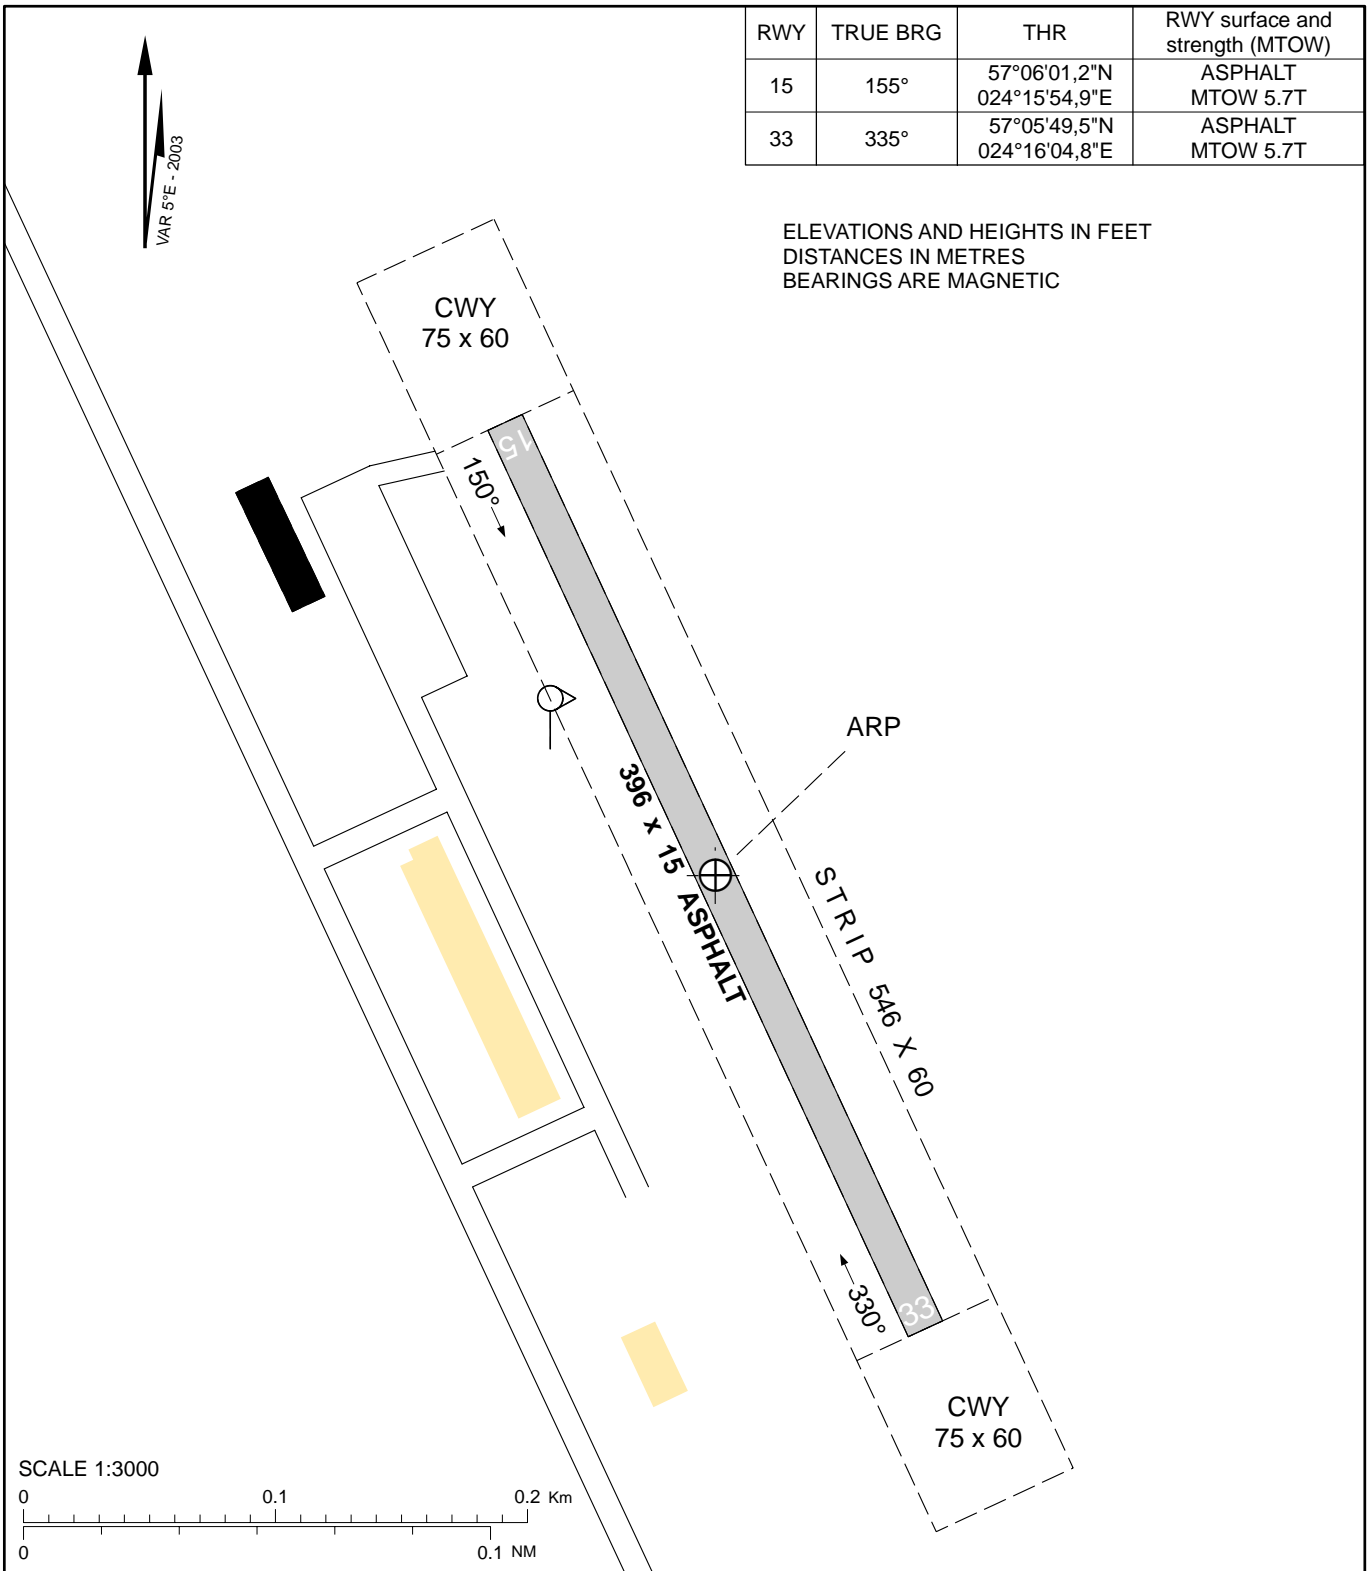 RWY TRUE BRG THR RWY surface and strength (MTOW)
15 155° 57°06'01,2"N 024°15'54,9"E ASPHALT MTOW 5.7T
33 335° 57°05'49,5"N 024°16'04,8"E ASPHALT MTOW 5.7T
VAR 5°E - 2003
ELEVATIONS AND HEIGHTS IN FEET
DISTANCES IN METRES
BEARINGS ARE MAGNETIC
CWY
75 x 60
15
150°
ARP
396 x 15 ASPHALT
STRIP 546 X 60
330°
33
CWY
75 x 60
SCALE 1:3000
0 0.1 0.2 Km
0 0.1 NM